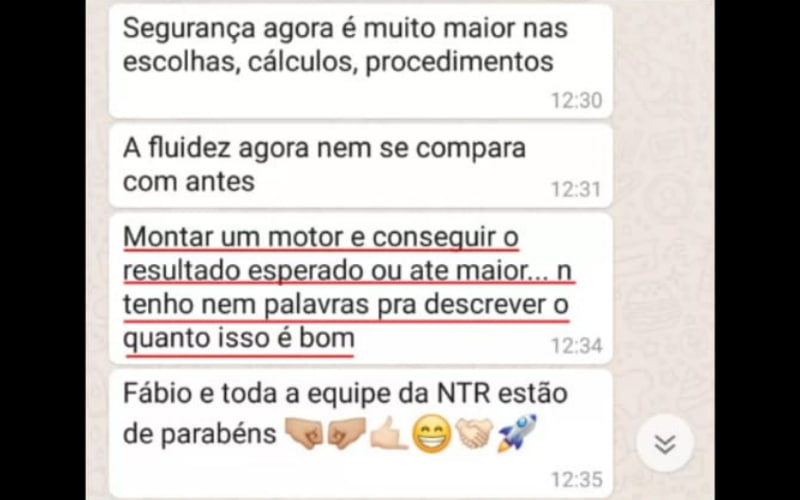 Segurança agora é muito maior nas
escolhas, cálculos, procedimentos
12:30
A fluidez agora nem se compara
com antes
12:31
Montar um motor e conseguir o
resultado esperado ou ate maior... n
tenho nem palavras pra descrever o
quanto isso é bom
12:34
Fábio e toda a equipe da NTR estão
de parabéns 🤜🤛🤙😁🤝🚀
12:35